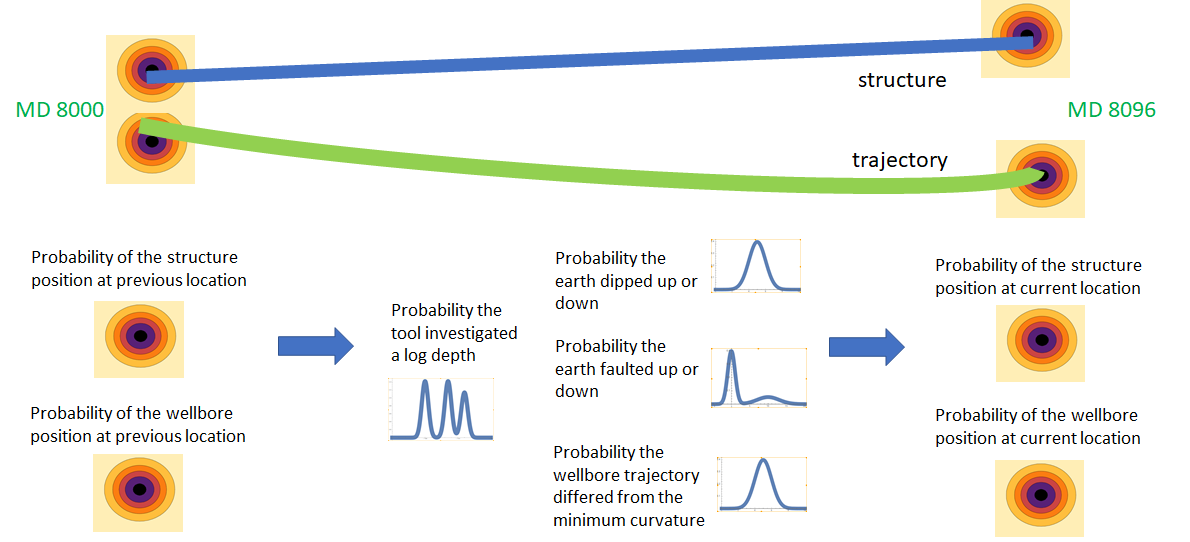 structure
MD 8000
MD 8096
trajectory
Probability of the structure
position at previous location
Probability of the wellbore
position at previous location
Probability the
tool investigated
a log depth
Probability the
earth dipped up or
down
Probability the
earth faulted up or
down
Probability the
wellbore trajectory
differed from the
minimum curvature
Probability of the structure
position at current location
Probability of the wellbore
position at current location